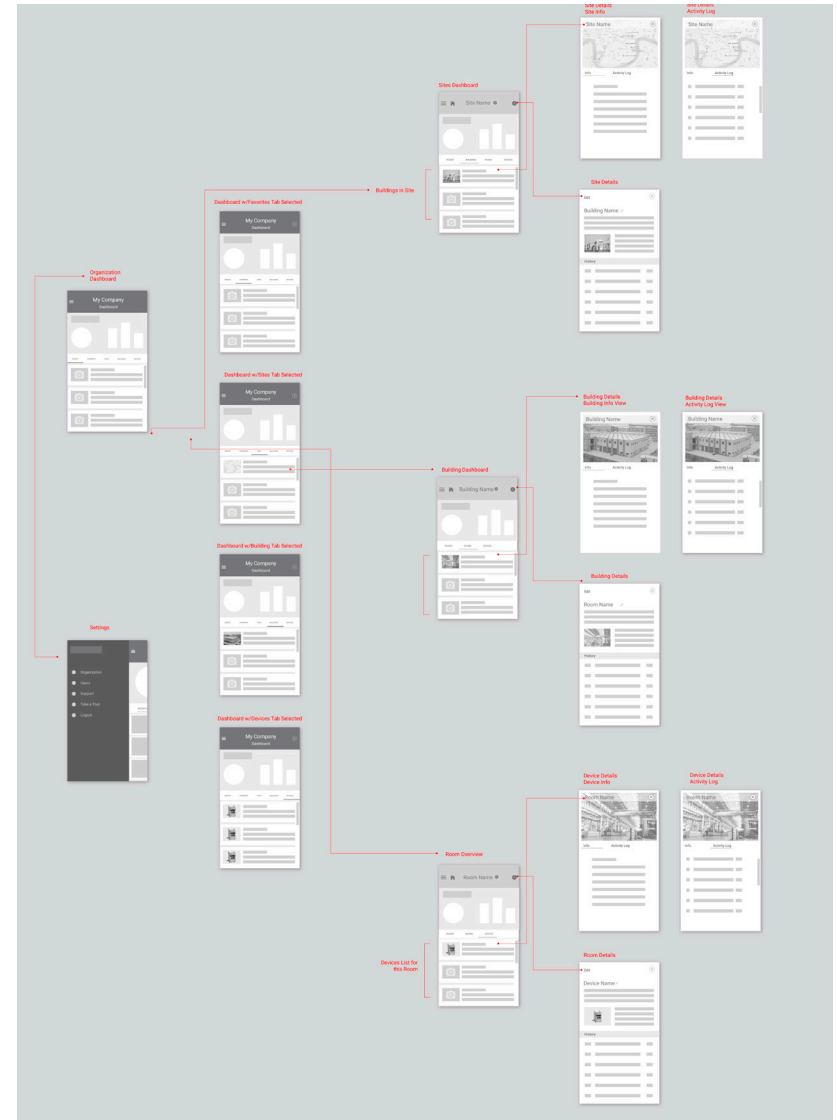 Site Details
Site Info
Site Details
Activity Log
Site Name
Site Name
Info
Activity Log
Info
Activity Log
Sites Dashboard
Site Name
Buildings in Site
Site Details
Edit
Building Name
History
Dashboard w/Favorites Tab Selected
My Company
Dashboard
Organization
Dashboard
My Company
Dashboard
Dashboard w/Sites Tab Selected
My Company
Dashboard
Building Details
Building Info View
Building Details
Activity Log View
Building Name
Building Name
Info
Activity Log
Info
Activity Log
Building Dashboard
Building Name
Dashboard w/Building Tab Selected
My Company
Dashboard
Building Details
Edit
Room Name
History
Settings
Organization
Support
Take a Tour
Logout
Dashboard w/Devices Tab Selected
My Company
Dashboard
Device Details
Device Info
Device Details
Activity Log
Room Name
Room Name
Info
Activity Log
Info
Activity Log
Room Overview
Room Name
Devices List for
this Room
Room Details
Edit
Device Name
History